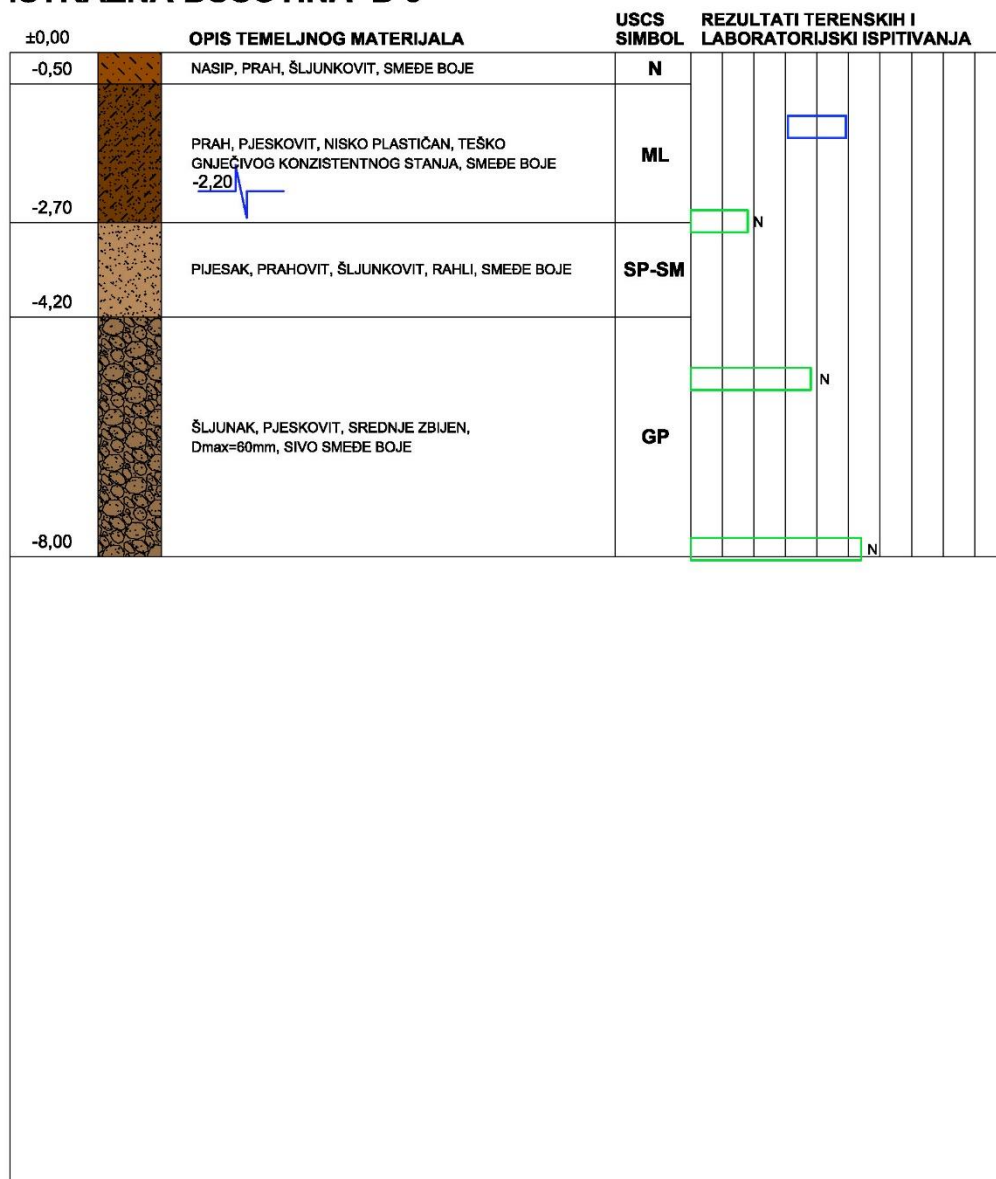 ±0,00
OPIS TEMELJNOG MATERIJALA
USCS
SIMBOL
REZULTATI TERENSKIH I
LABORATORIJSKI ISPITIVANJA
-0,50
NASIP, PRAH, ŠLJUNKOVIT, SMEĐE BOJE
N
PRAH, PJESKOVIT, NISKO PLASTIČAN, TEŠKO
GNJEČIVOG KONZISTENTNOG STANJA, SMEĐE BOJE
-2,20
ML
-2,70
N
PIJESAK, PRAHOVIT, ŠLJUNKOVIT, RAHLI, SMEĐE BOJE
SP-SM
-4,20
N
ŠLJUNAK, PJESKOVIT, SREDNJE ZBIJEN,
Dmax=60mm, SIVO SMEĐE BOJE
GP
-8,00
N